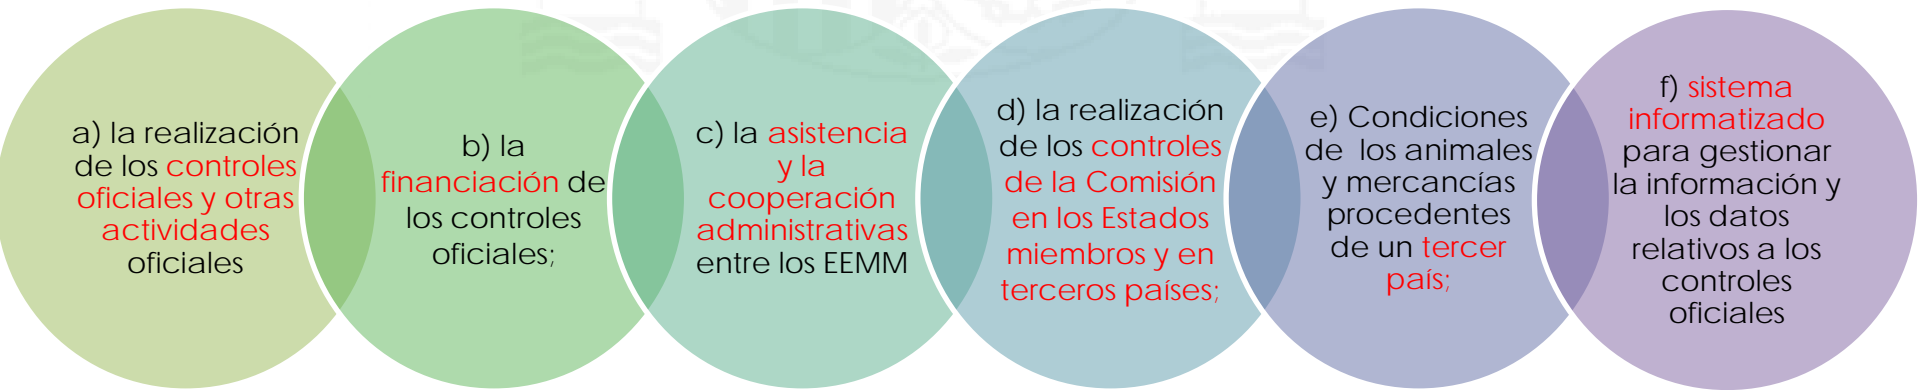 a) la realización
de los controles
oficiales y otras
actividades
oficiales
b) la
financiación de
los controles
oficiales;
c) la asistencia
y la
cooperación
administrativas
entre los EEMM
d) la realización
de los controles
de la Comisión
en los Estados
miembros y en
terceros países;
e) Condiciones
de los animales
y mercancías
procedentes
de un tercer
país;
f) sistema
informatizado
para gestionar
la información y
los datos
relativos a los
controles
oficiales